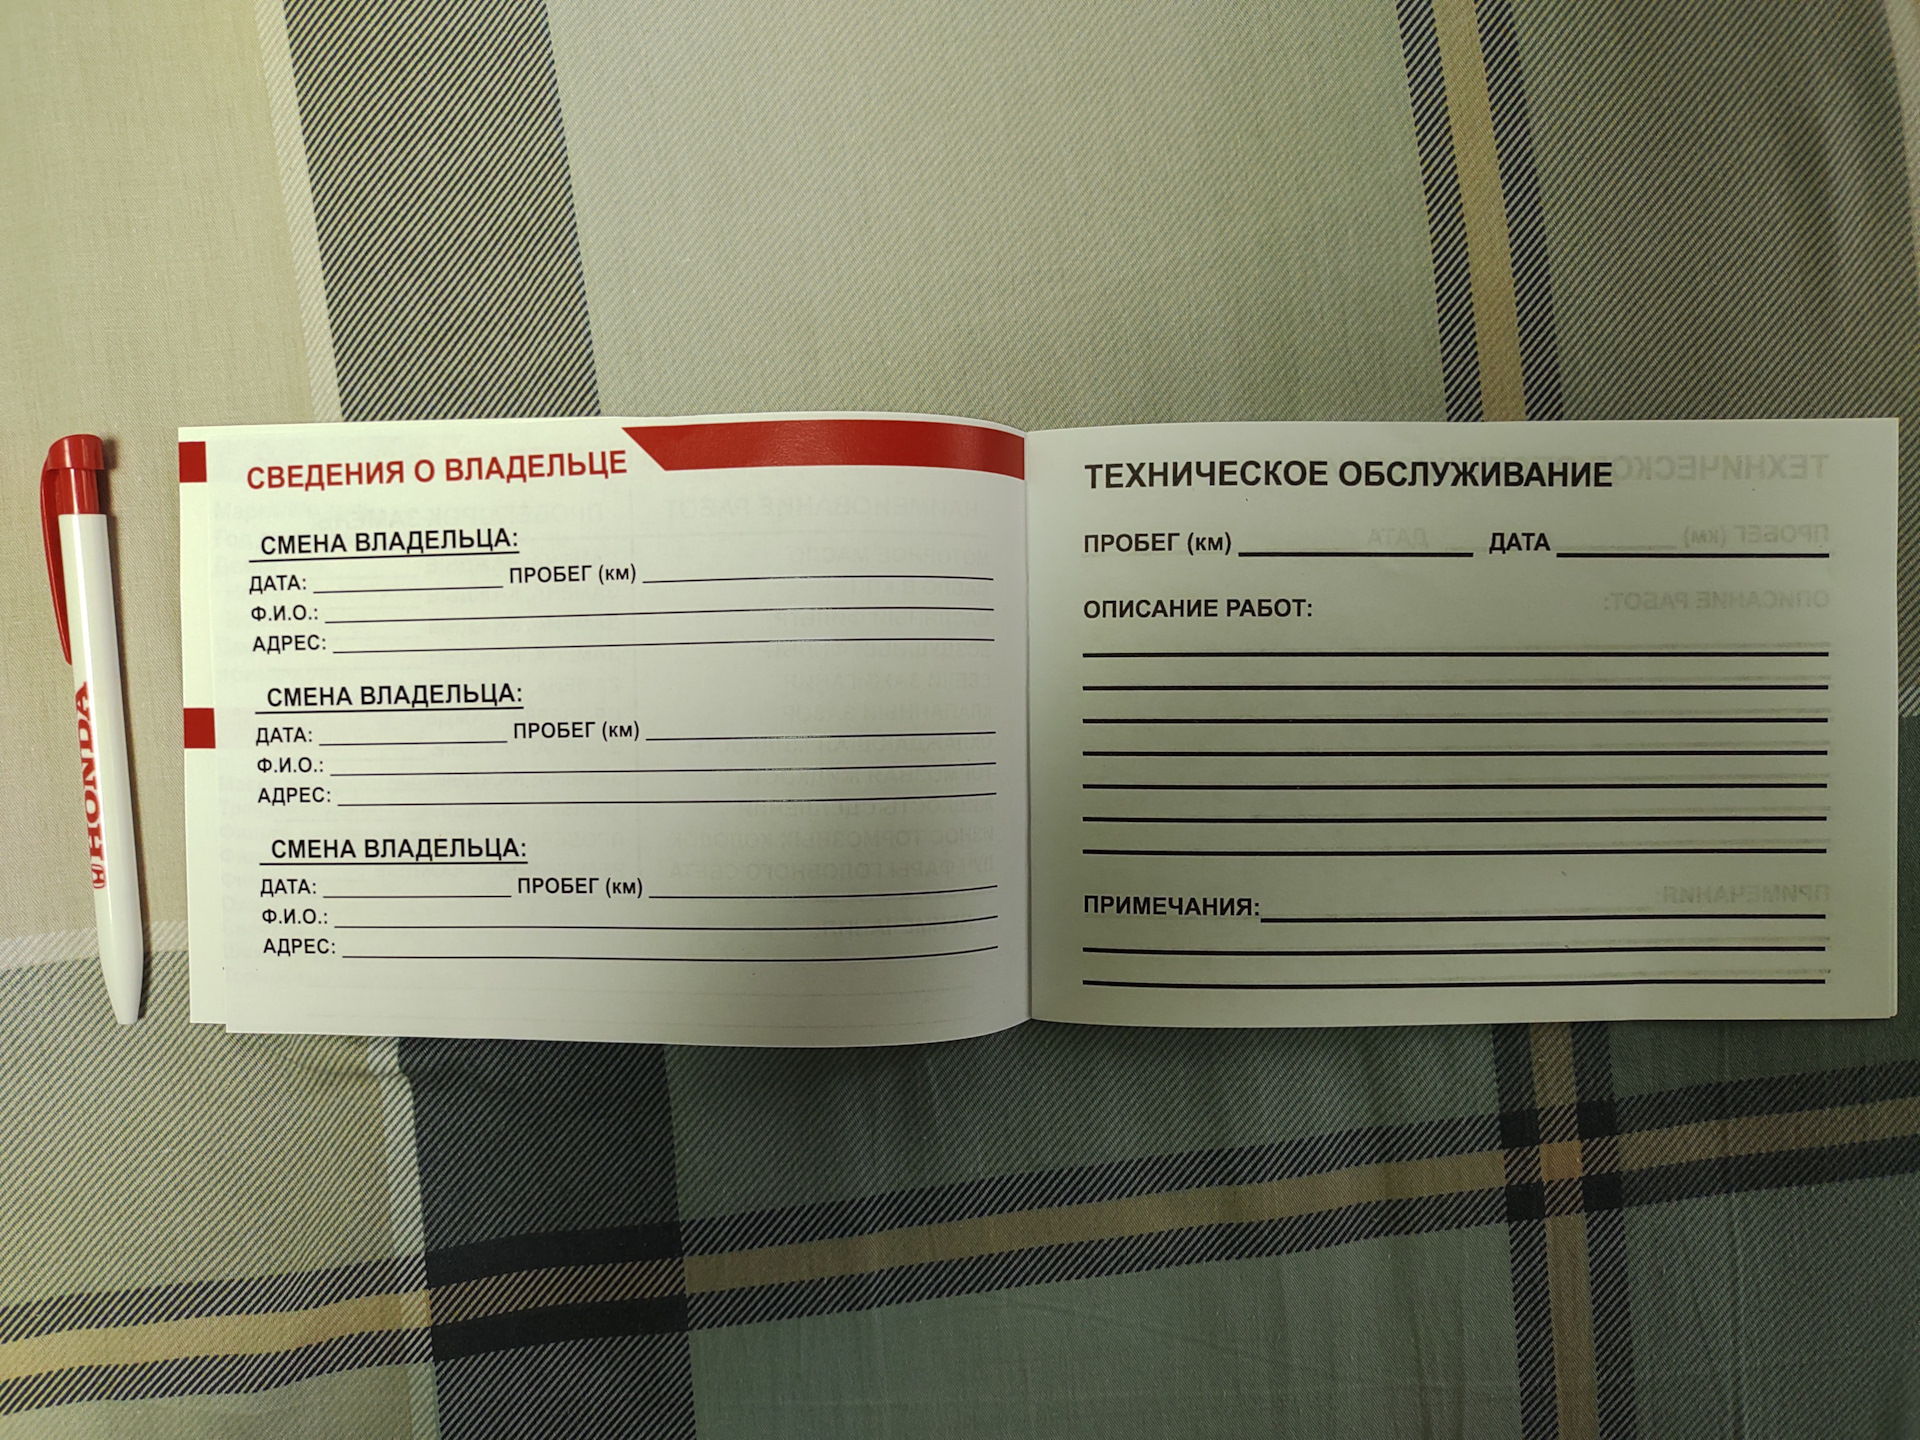 HONDA
СВЕДЕНИЯ О ВЛАДЕЛЬЦЕ
СМЕНА ВЛАДЕЛЬЦА:
ДАТА: ПРОБЕГ (км)
Ф.И.О.:
АДРЕС:
СМЕНА ВЛАДЕЛЬЦА:
ДАТА: ПРОБЕГ (км)
Ф.И.О.:
АДРЕС:
СМЕНА ВЛАДЕЛЬЦА:
ДАТА: ПРОБЕГ (км)
Ф.И.О.:
АДРЕС:
ТЕХНИЧЕСКОЕ ОБСЛУЖИВАНИЕ
ПРОБЕГ (км) ДАТА
ОПИСАНИЕ РАБОТ:
ПРИМЕЧАНИЯ: